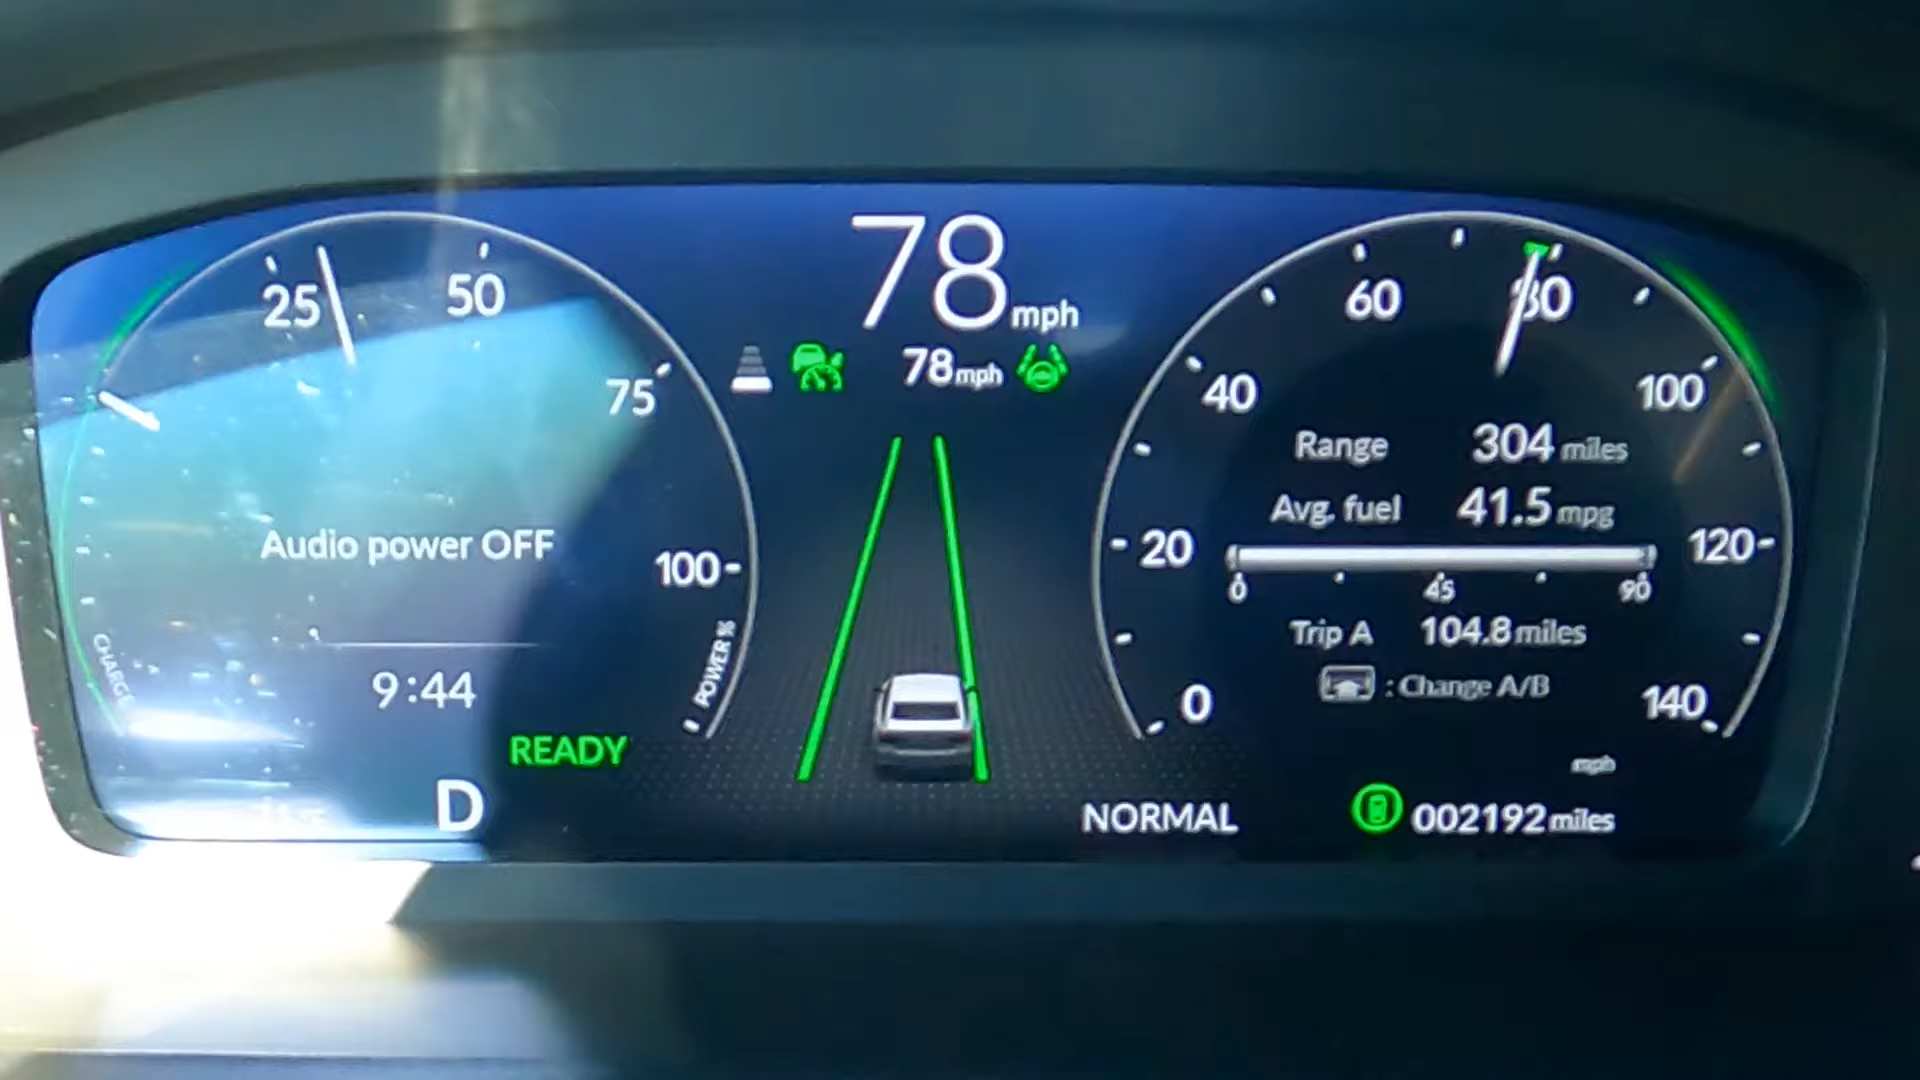 78 mph
78 mph
25
50
75
100
POWER %
CHARGE
Audio power OFF
9:44
READY
D
0
20
40
60
80
100
120
140
Range 304 miles
Avg. fuel 41.5 mpg
0 45 90
Trip A 104.8 miles
: Change A/B
mph
NORMAL
002192 miles